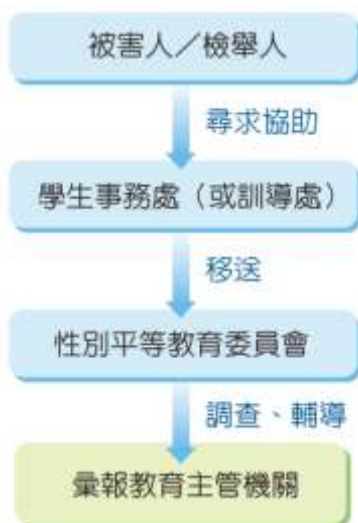 被害人／檢舉人
尋求協助
學生事務處（或訓導處）
移送
性別平等教育委員會
調查、輔導
彙報教育主管機關